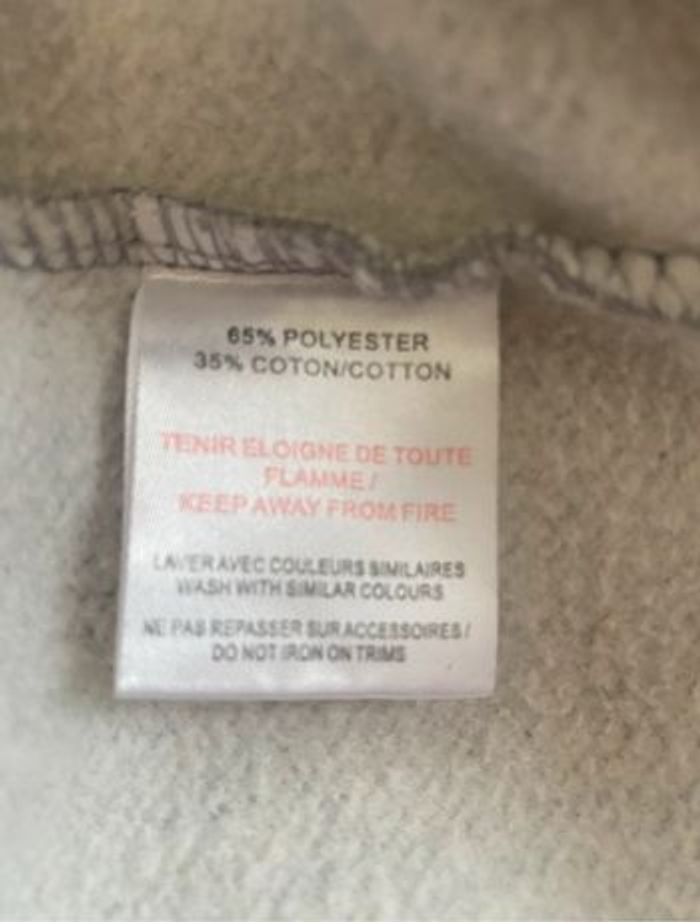 65% POLYESTER
35% COTON/COTTON
TENIR ELOIGNE DE TOUTE
FLAMME /
KEEP AWAY FROM FIRE
LAVER AVEC COULEURS SIMILAIRES
WASH WITH SIMILAR COLOURS
NE PAS REPASSER SUR ACCESSOIRES /
DO NOT IRON ON TRIMS